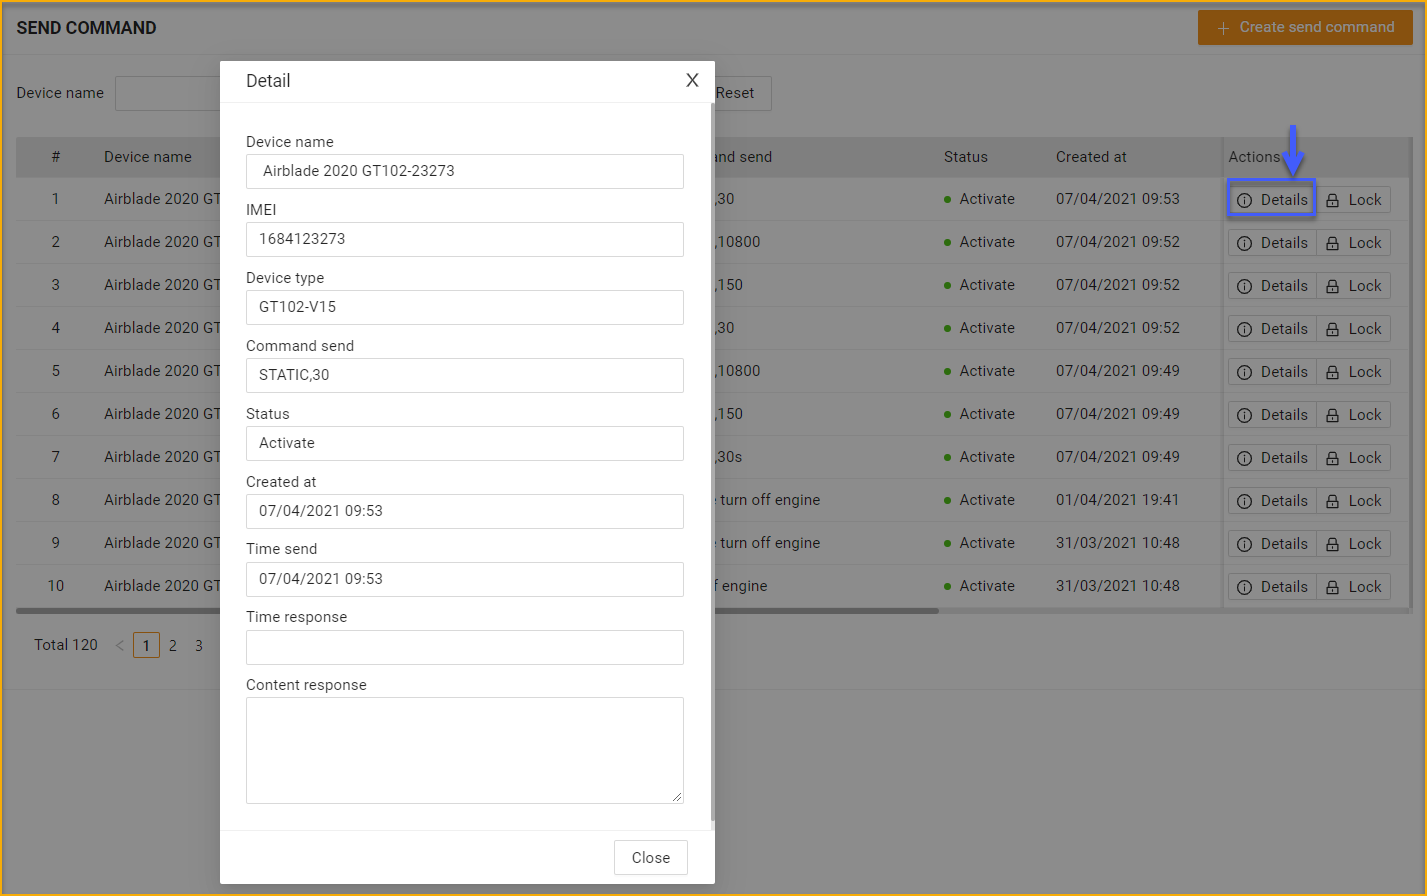 SEND COMMAND
+ Create send command
Device name
Reset
Detail
X
Device name
Airblade 2020 GT102-23273
IMEI
1684123273
Device type
GT102-V15
Command send
STATIC,30
Status
Activate
Created at
07/04/2021 09:53
Time send
07/04/2021 09:53
Time response
Content response
Close
# Device name and send Status Created at Actions
1 Airblade 2020 GT ,30 Activate 07/04/2021 09:53 Details Lock
2 Airblade 2020 GT ,10800 Activate 07/04/2021 09:52 Details Lock
3 Airblade 2020 GT ,150 Activate 07/04/2021 09:52 Details Lock
4 Airblade 2020 GT ,30 Activate 07/04/2021 09:52 Details Lock
5 Airblade 2020 GT ,10800 Activate 07/04/2021 09:49 Details Lock
6 Airblade 2020 GT ,150 Activate 07/04/2021 09:49 Details Lock
7 Airblade 2020 GT ,30s Activate 07/04/2021 09:49 Details Lock
8 Airblade 2020 GT turn off engine Activate 01/04/2021 19:41 Details Lock
9 Airblade 2020 GT turn off engine Activate 31/03/2021 10:48 Details Lock
10 Airblade 2020 GT f engine Activate 31/03/2021 10:48 Details Lock
Total 120 < 1 2 3